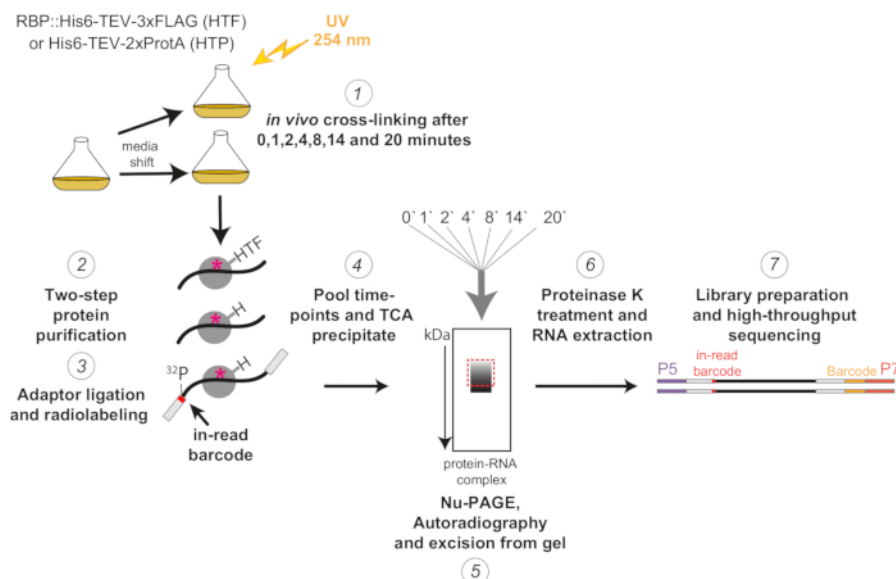 RBP::His6-TEV-3xFLAG (HTF)
or His6-TEV-2xProtA (HTP)
UV
254 nm
1
in vivo cross-linking after
0,1,2,4,8,14 and 20 minutes
media
shift
HTF
2
Two-step
protein
purification
H
3
Adaptor ligation
and radiolabeling
32P
H
in-read
barcode
4
Pool time-
points and TCA
precipitate
0` 1` 2` 4` 8` 14` 20`
kDa
protein-RNA
complex
Nu-PAGE,
Autoradiography
and excision from gel
5
6
Proteinase K
treatment and
RNA extraction
7
Library preparation
and high-throughput
sequencing
P5
in-read
barcode
Barcode
P7